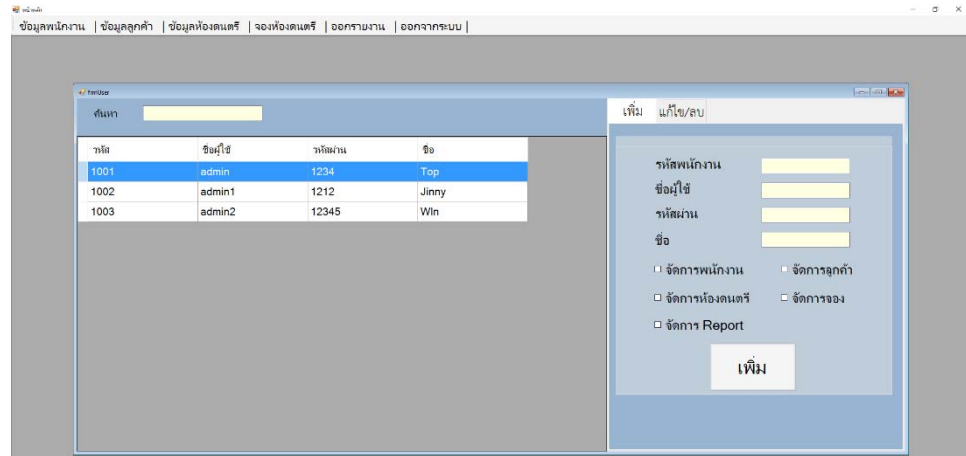 หน้าหลัก
ข้อมูลพนักงาน | ข้อมูลลูกค้า | ข้อมูลห้องดนตรี | จองห้องดนตรี | ออกรายงาน | ออกจากระบบ |
frmUser
ค้นหา
เพิ่ม แก้ไข/ลบ
รหัส ชื่อผู้ใช้ รหัสผ่าน ชื่อ
1001 admin 1234 Top
1002 admin1 1212 Jinny
1003 admin2 12345 WIn
รหัสพนักงาน
ชื่อผู้ใช้
รหัสผ่าน
ชื่อ
จัดการพนักงาน จัดการลูกค้า
จัดการห้องดนตรี จัดการจอง
จัดการ Report
เพิ่ม